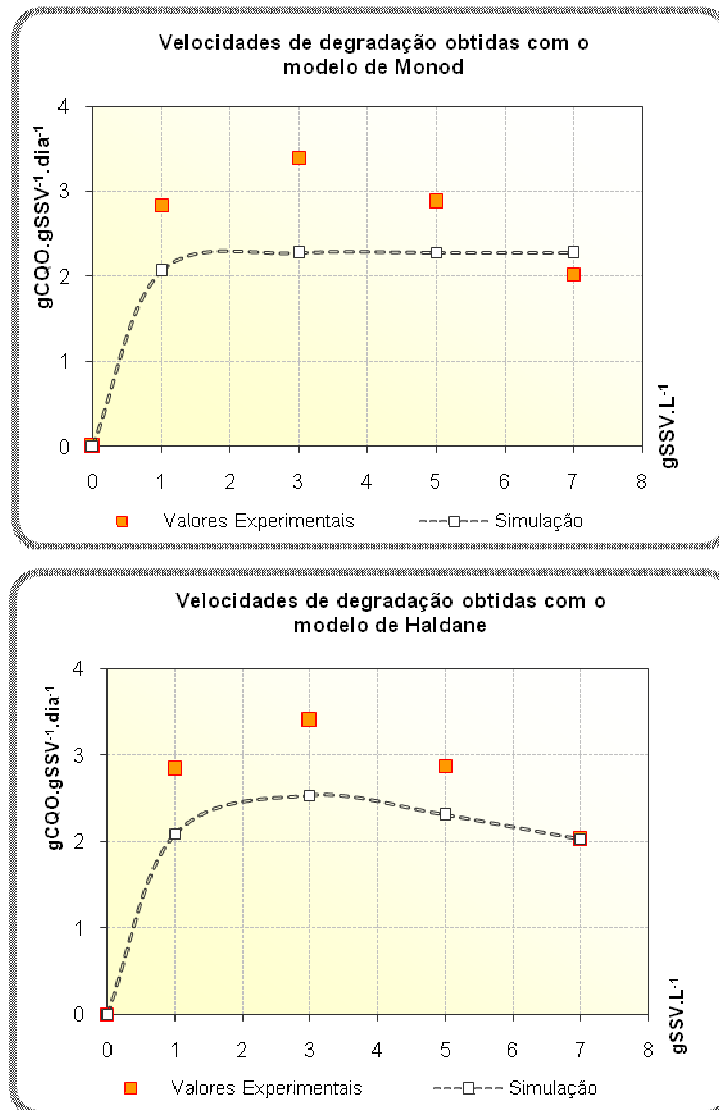 Velocidades de degradação obtidas com o
modelo de Monod
gCQO.gSSV⁻¹.dia⁻¹
4
3
2
1
0
0 1 2 3 4 5 6 7 8
gSSV.L⁻¹
Valores Experimentais Simulação
Velocidades de degradação obtidas com o
modelo de Haldane
gCQO.gSSV⁻¹.dia⁻¹
4
3
2
1
0
0 1 2 3 4 5 6 7 8
gSSV.L⁻¹
Valores Experimentais Simulação